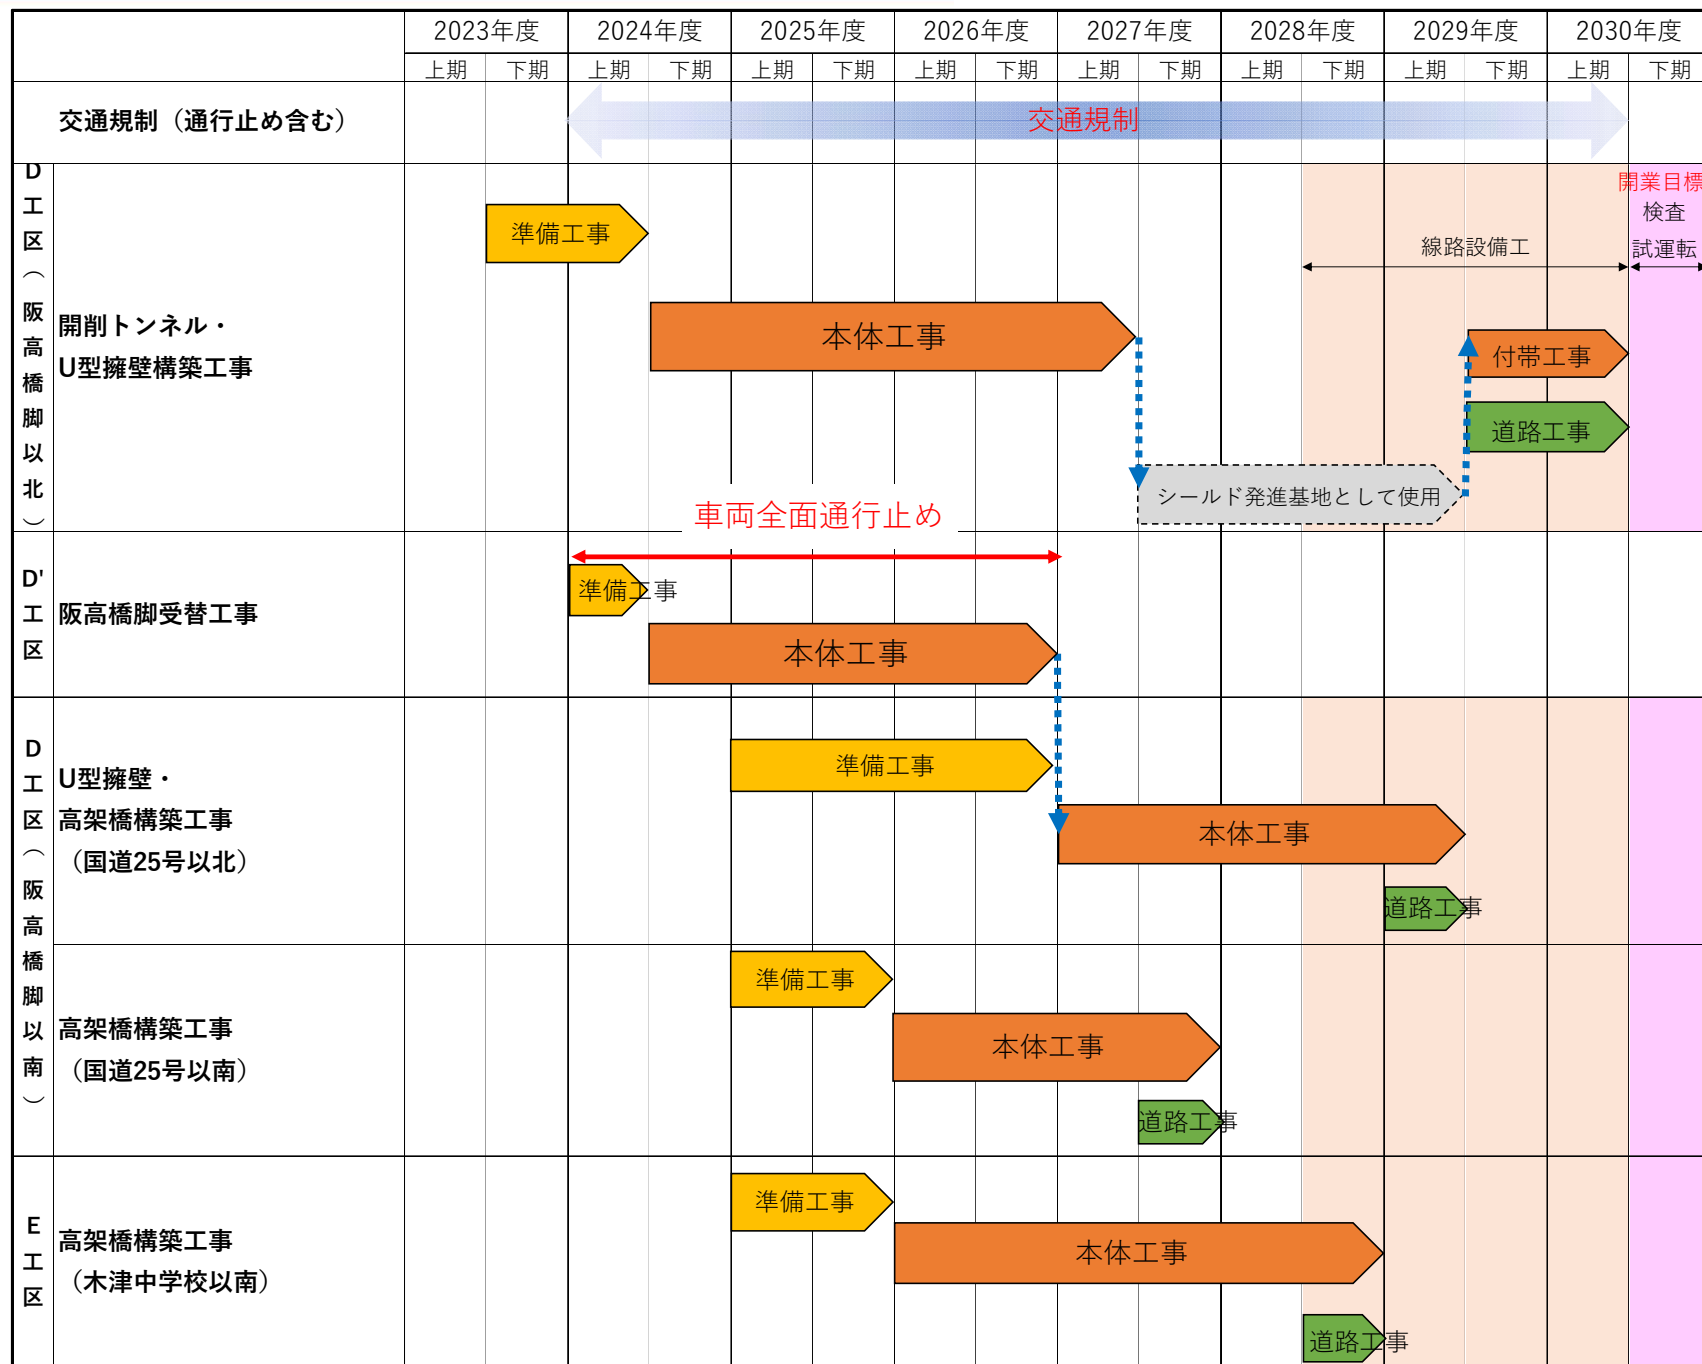 2023年度 2024年度 2025年度 2026年度 2027年度 2028年度 2029年度 2030年度
上期 下期 上期 下期 上期 下期 上期 下期 上期 下期 上期 下期 上期 下期 上期 下期
交通規制（通行止め含む）
交通規制
D工区（阪高橋脚以北）
開削トンネル・
U型擁壁構築工事
準備工事
本体工事
シールド発進基地として使用
線路設備工
付帯工事
道路工事
開業目標
検査
試運転
車両全面通行止め
D'工区
阪高橋脚受替工事
準備工事
本体工事
D工区（阪高橋脚以南）
U型擁壁・
高架橋構築工事
（国道25号以北）
準備工事
本体工事
道路工事
高架橋構築工事
（国道25号以南）
準備工事
本体工事
道路工事
E工区
高架橋構築工事
（木津中学校以南）
準備工事
本体工事
道路工事